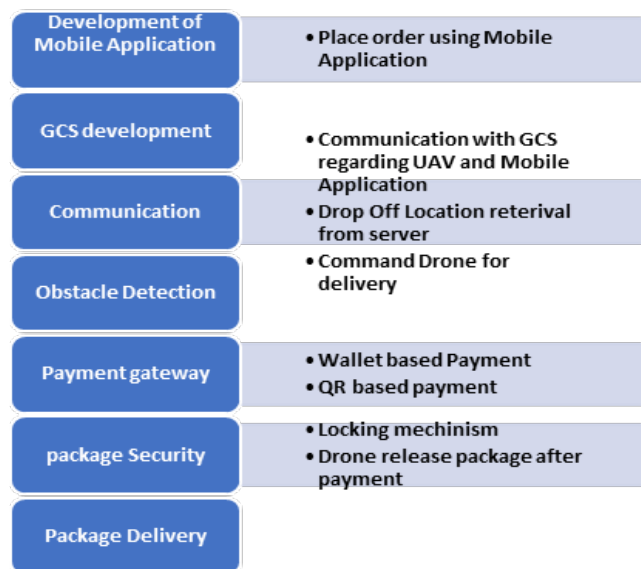 Development of
Mobile Application
• Place order using Mobile
Application
GCS development
Communication
• Communication with GCS
regarding UAV and Mobile
Application
• Drop Off Location reterival
from server
• Command Drone for
delivery
Obstacle Detection
Payment gateway
• Wallet based Payment
• QR based payment
package Security
• Locking mechinism
• Drone release package after
payment
Package Delivery